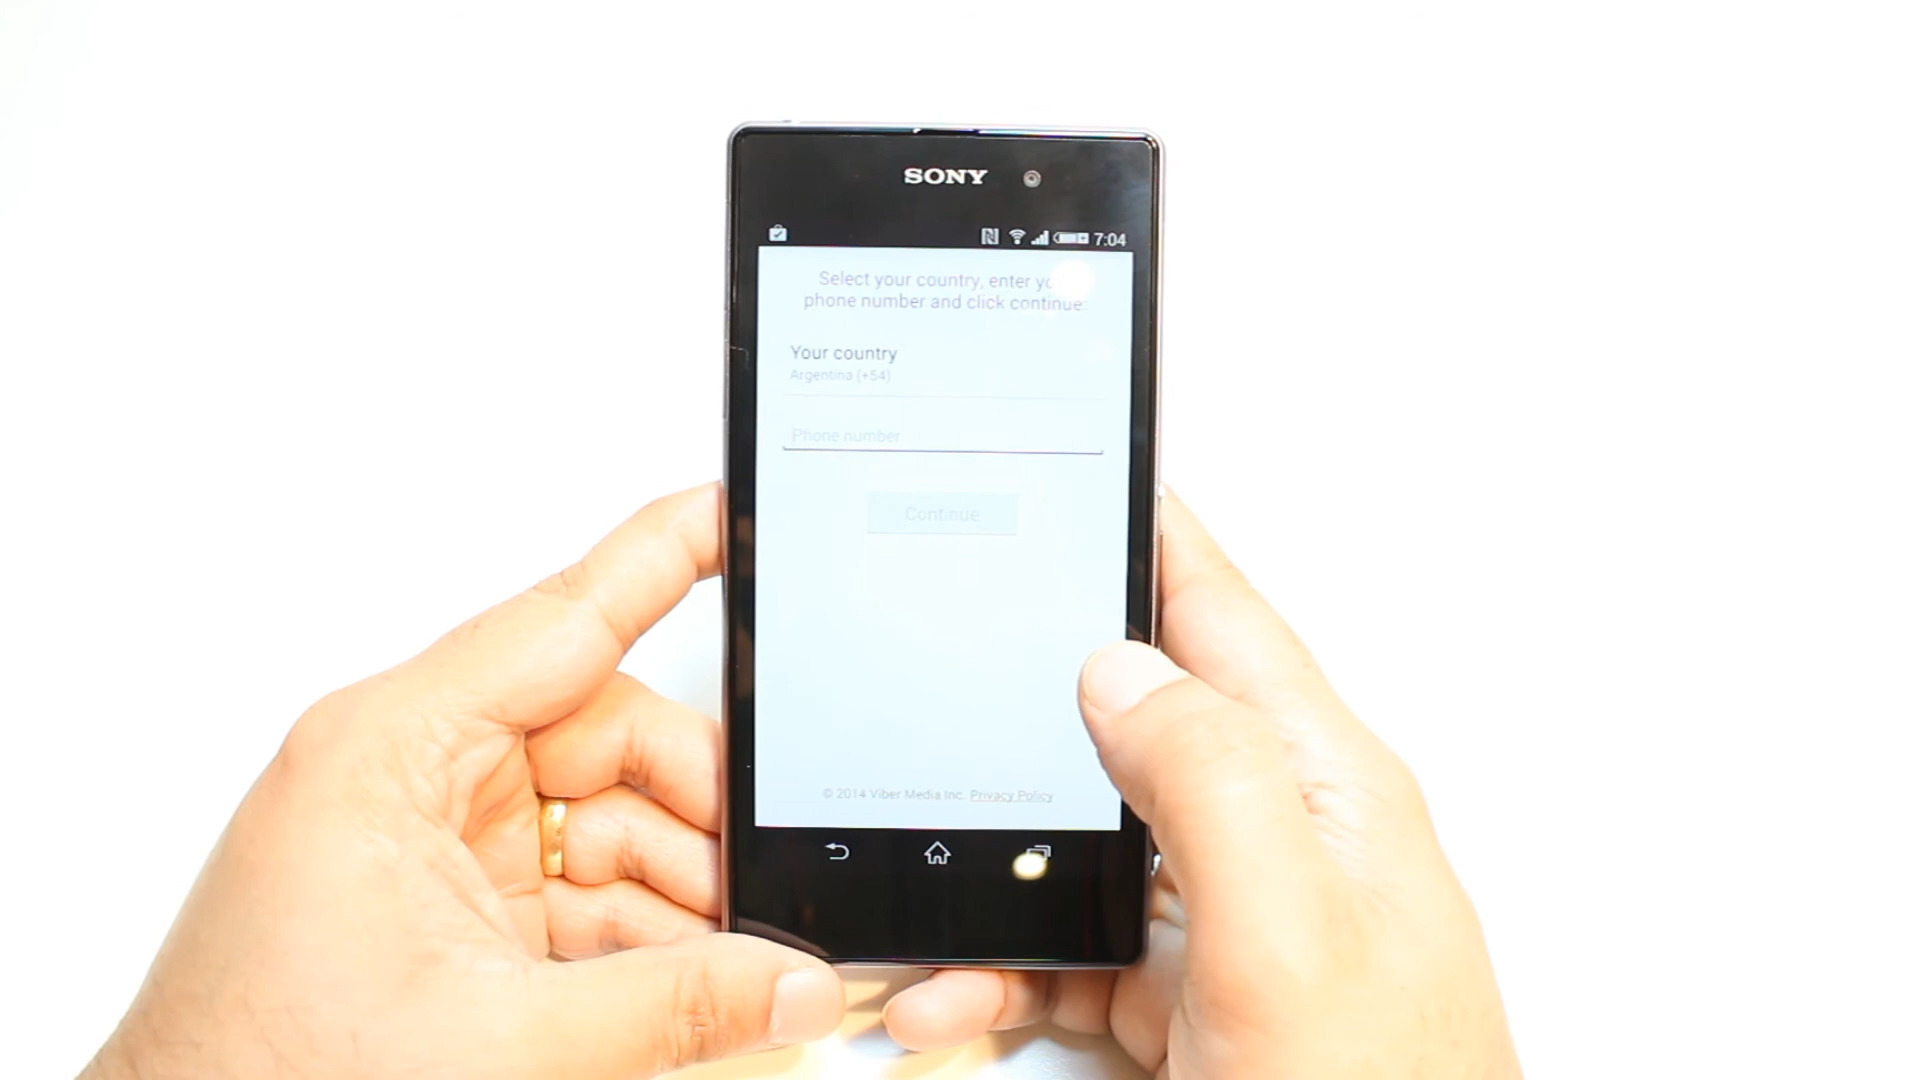 SONY
7:04
Select your country, enter
phone number and click continue.
Your country
Argentina (+54)
Phone number
Continue
© 2014 Viber Media Inc. Privacy Policy